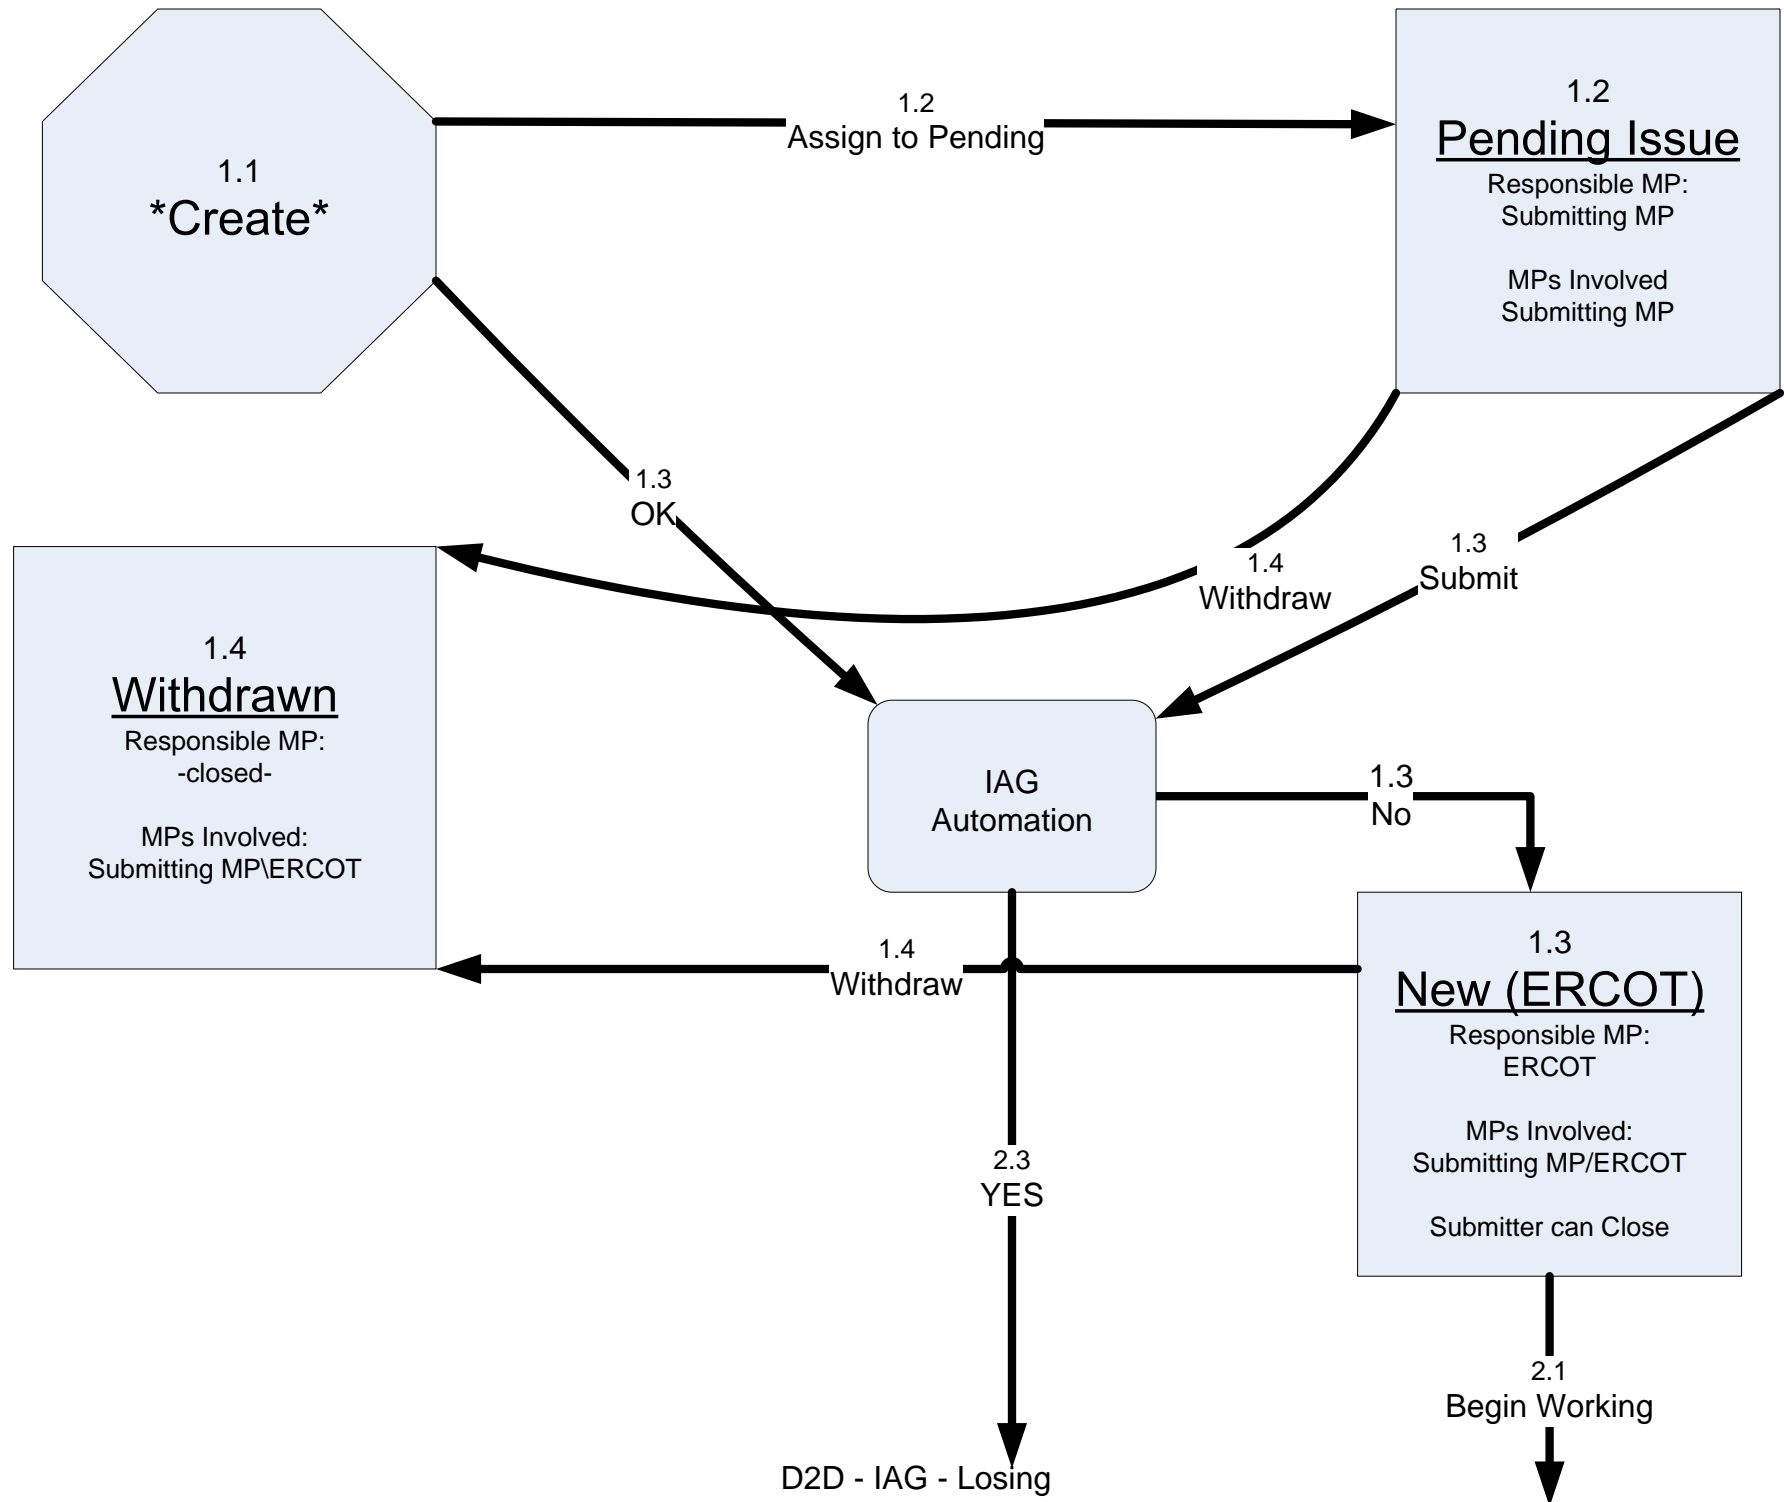 1.1
*Create*
1.2
Assign to Pending
1.2
Pending Issue
Responsible MP:
Submitting MP
MPs Involved
Submitting MP
1.3
OK
1.4
Withdraw
1.3
Submit
1.4
Withdrawn
Responsible MP:
-closed-
MPs Involved:
Submitting MP\ERCOT
IAG
Automation
1.3
No
1.4
Withdraw
1.3
New (ERCOT)
Responsible MP:
ERCOT
MPs Involved:
Submitting MP/ERCOT
Submitter can Close
2.3
YES
2.1
Begin Working
D2D - IAG - Losing